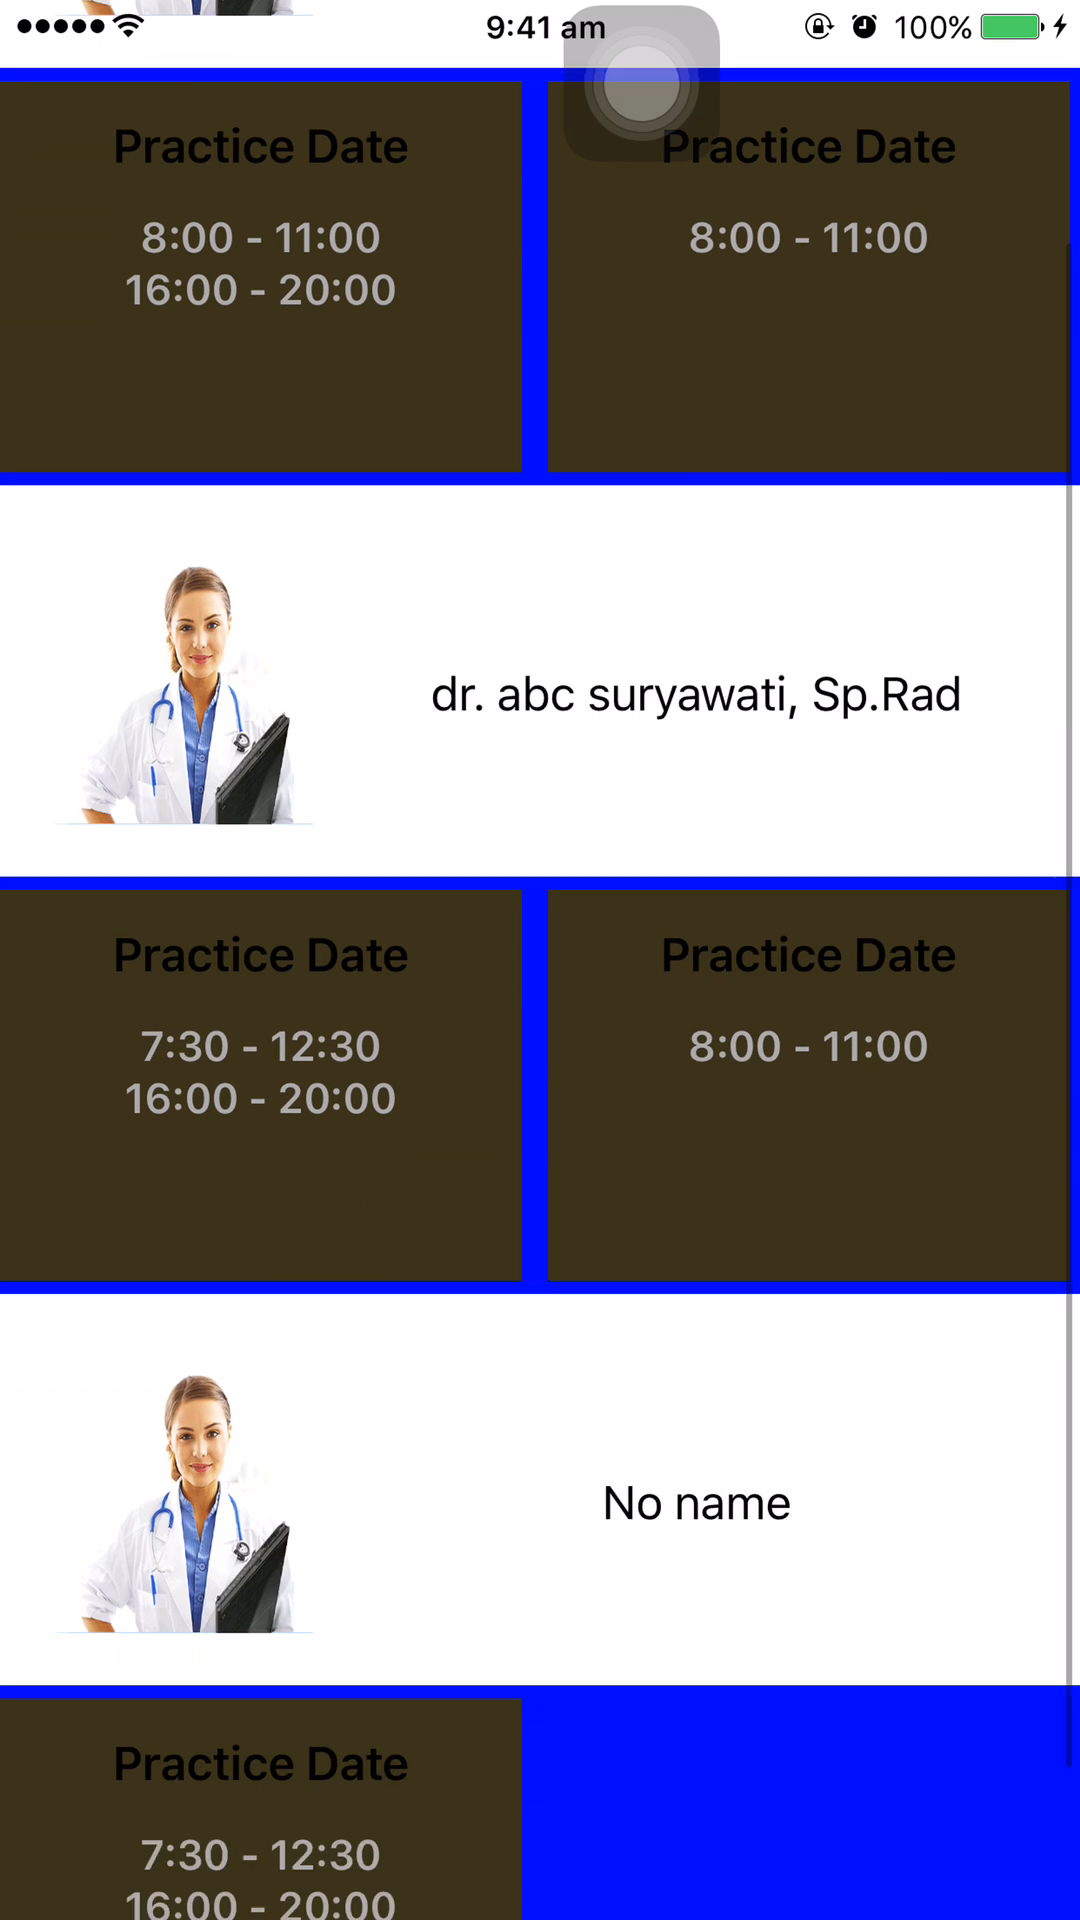 9:41 am
100%
Practice Date
8:00 - 11:00
16:00 - 20:00
Practice Date
8:00 - 11:00
dr. abc suryawati, Sp.Rad
Practice Date
7:30 - 12:30
16:00 - 20:00
Practice Date
8:00 - 11:00
No name
Practice Date
7:30 - 12:30
16:00 - 20:00